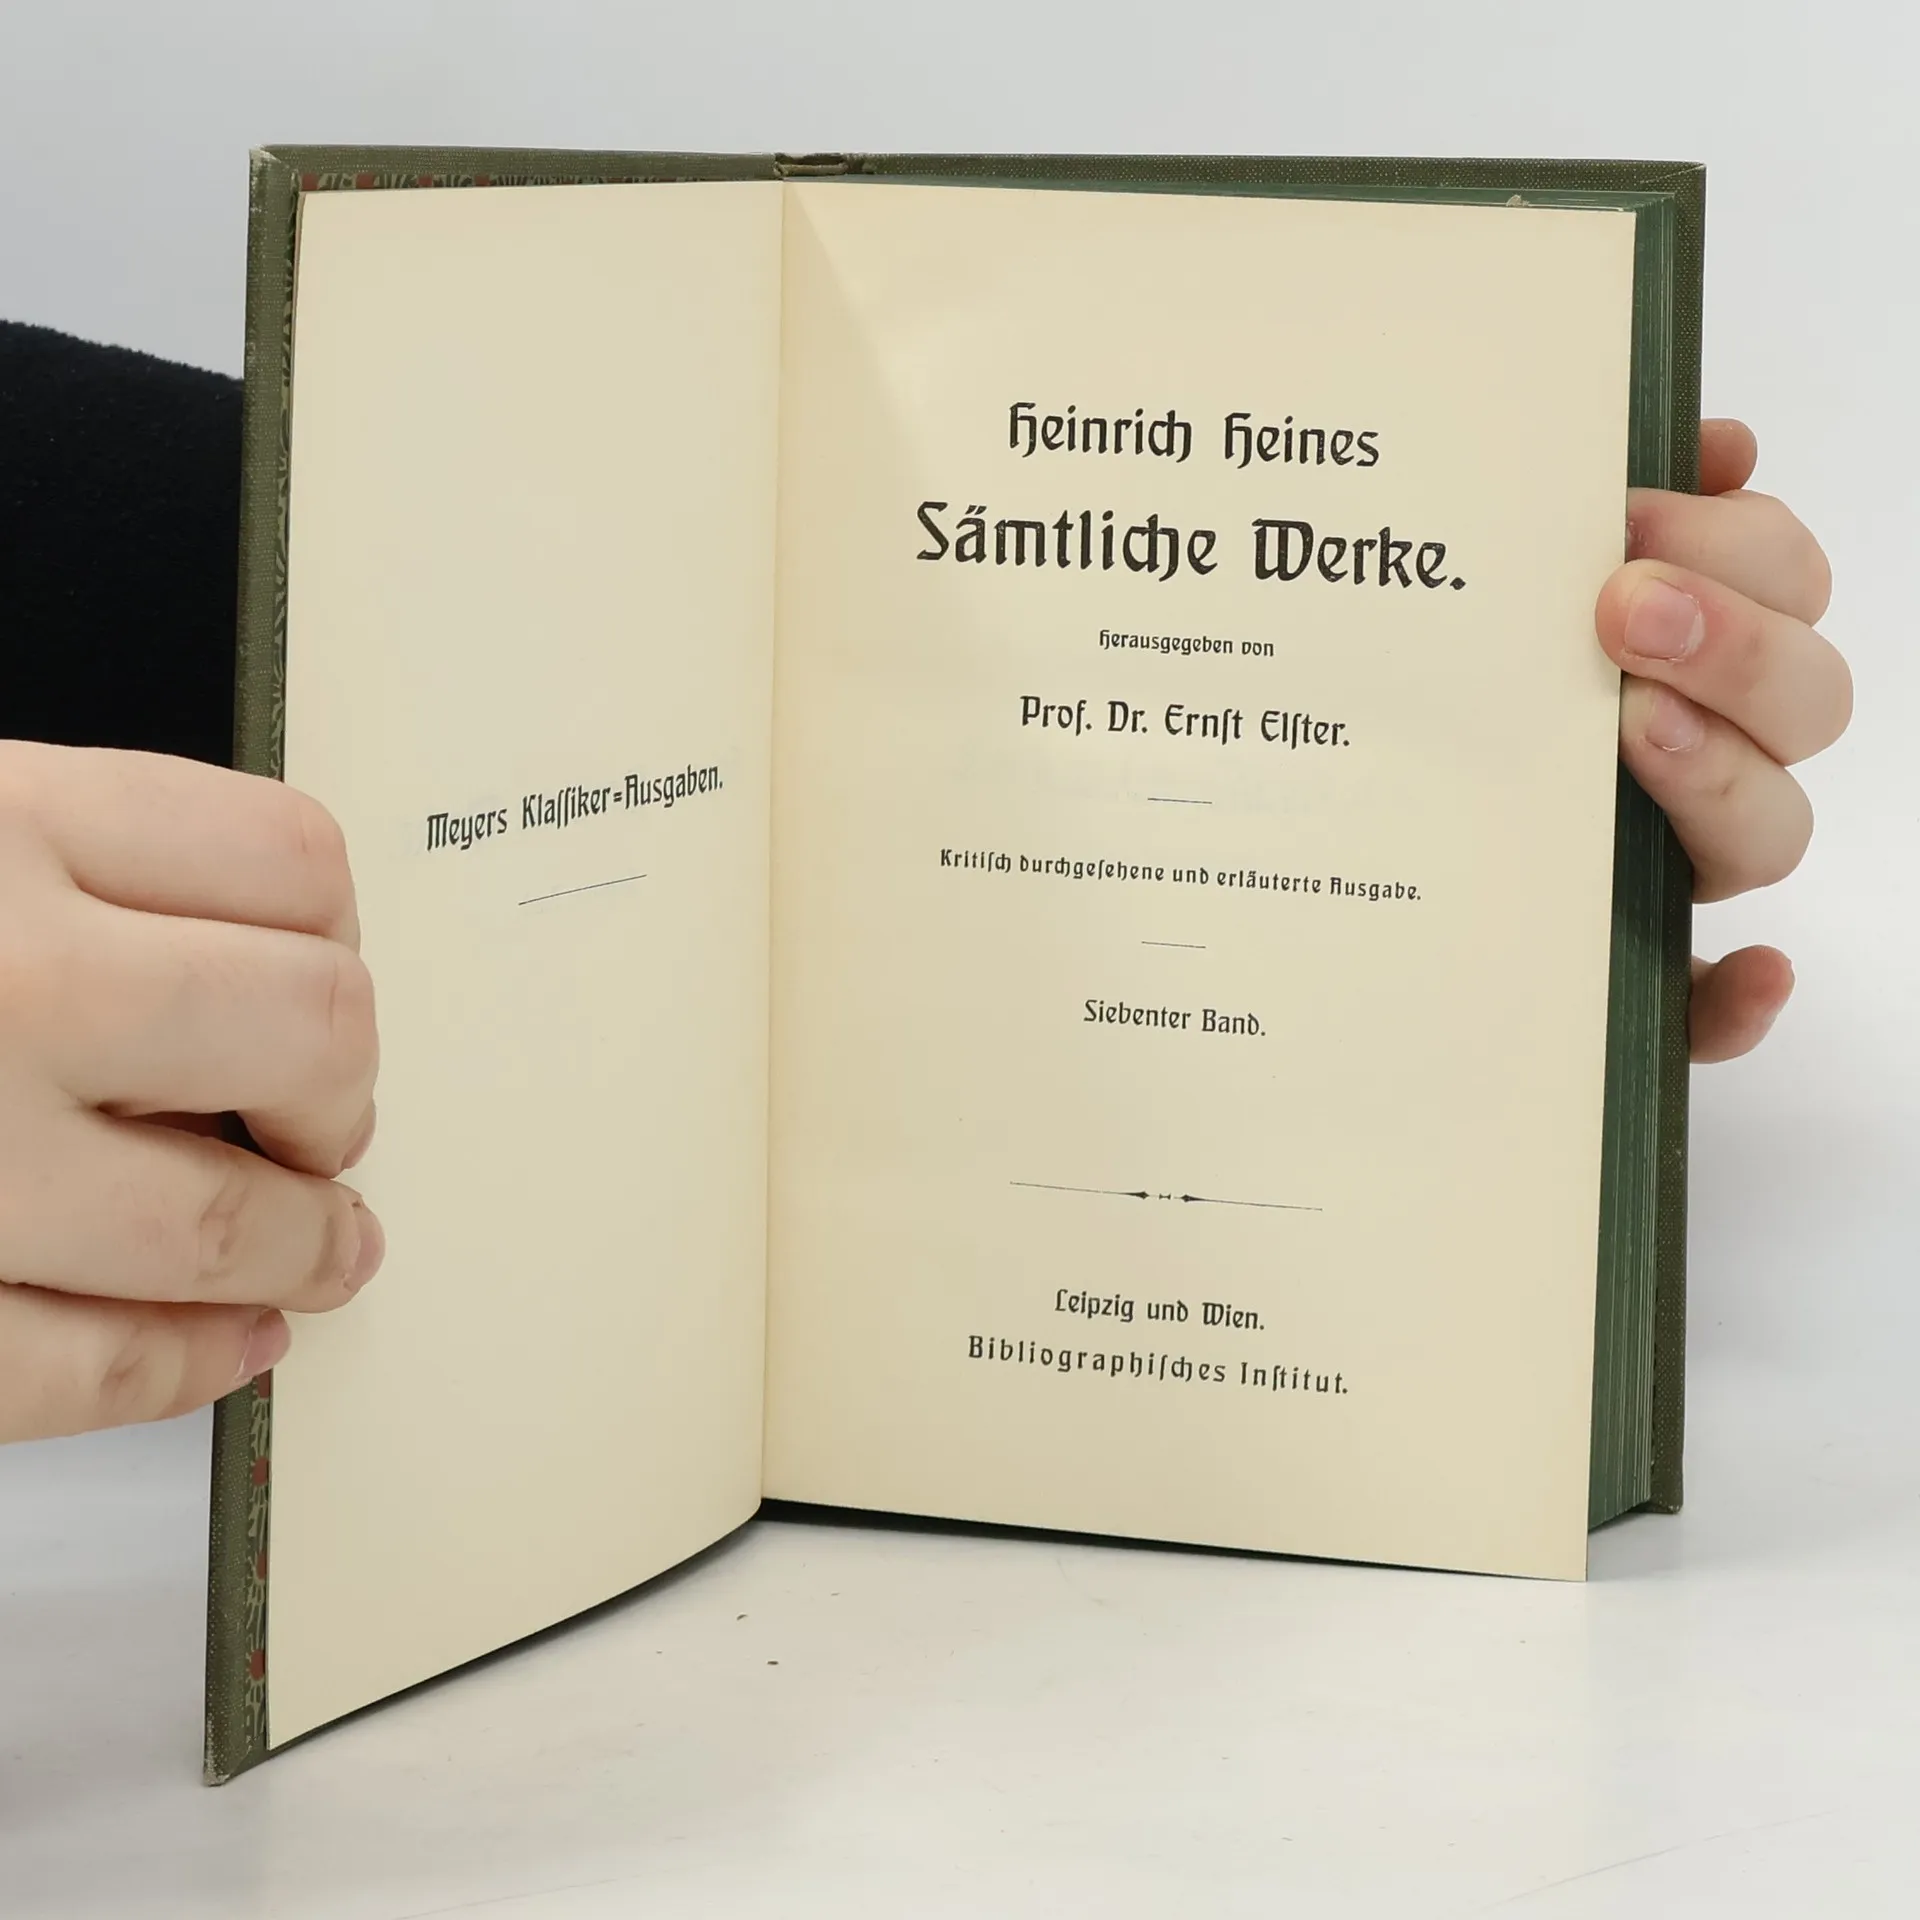 Meyers Klaſſiker=Ausgaben.
Heinrich Heines
Sämtliche Werke.
Herausgegeben von
Prof. Dr. Ernſt Elſter.
Kritiſch durchgeſehene und erläuterte Ausgabe.
Siebenter Band.
Leipzig und Wien.
Bibliographiſches Inſtitut.